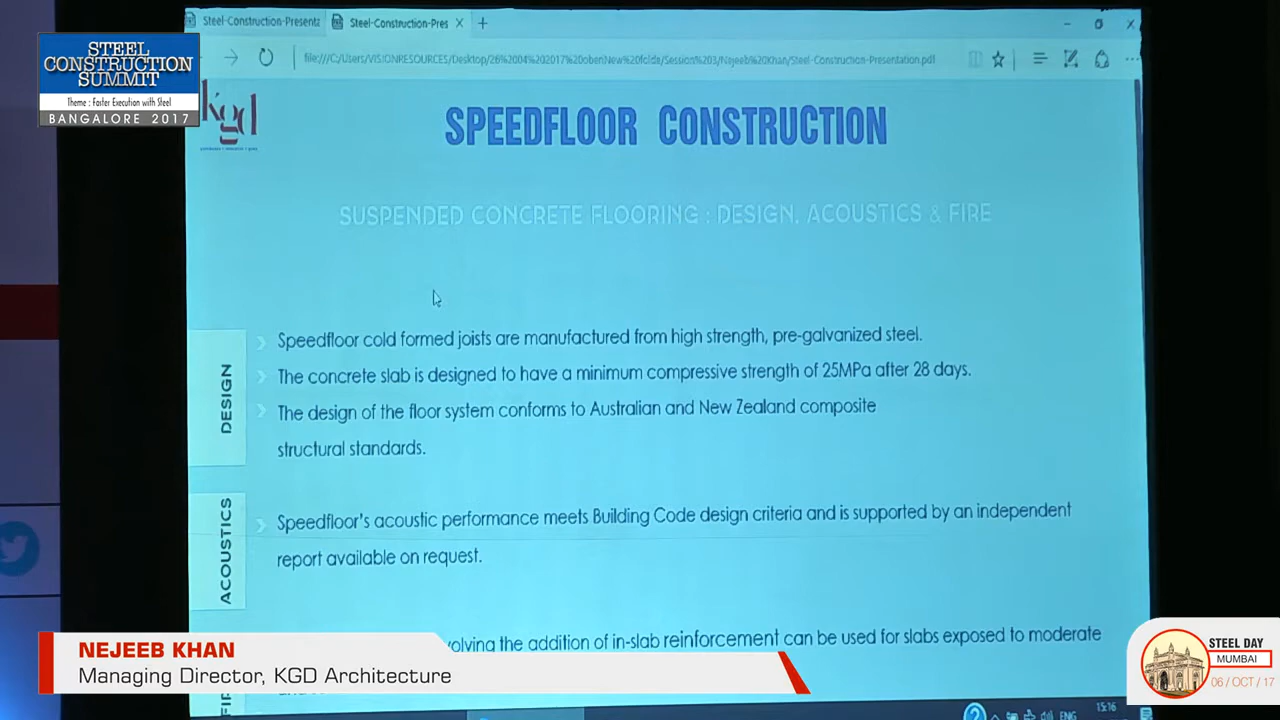 Steel-Construction-Presenta
Steel-Construction-Pres
STEEL
CONSTRUCTION
SUMMIT
Theme : Faster Execution with Steel
BANGALORE 2017
kgd
SPEEDFLOOR CONSTRUCTION
SUSPENDED CONCRETE FLOORING : DESIGN, ACOUSTICS & FIRE
DESIGN
Speedfloor cold formed joists are manufactured from high strength, pre-galvanized steel.
The concrete slab is designed to have a minimum compressive strength of 25MPa after 28 days.
The design of the floor system conforms to Australian and New Zealand composite
structural standards.
ACOUSTICS
Speedfloor's acoustic performance meets Building Code design criteria and is supported by an independent
report available on request.
volving the addition of in-slab reinforcement can be used for slabs exposed to moderate
NEJEEB KHAN
Managing Director, KGD Architecture
STEEL DAY
MUMBAI
06 / OCT / 17
ENG
15:16